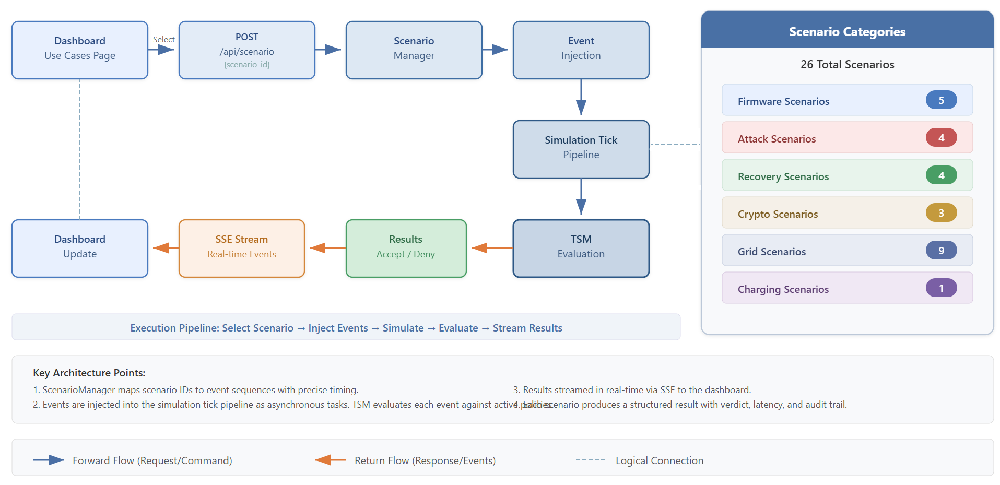 Dashboard
Use Cases Page
Select
POST
/api/scenario
{scenario_id}
Scenario
Manager
Event
Injection
Simulation Tick
Pipeline
TSM
Evaluation
Results
Accept / Deny
SSE Stream
Real-time Events
Dashboard
Update
Scenario Categories
26 Total Scenarios
Firmware Scenarios 5
Attack Scenarios 4
Recovery Scenarios 4
Crypto Scenarios 3
Grid Scenarios 9
Charging Scenarios 1
Execution Pipeline: Select Scenario → Inject Events → Simulate → Evaluate → Stream Results
Key Architecture Points:
1. ScenarioManager maps scenario IDs to event sequences with precise timing.
2. Events are injected into the simulation tick pipeline as asynchronous tasks. TSM evaluates each event against active policies.
3. Results streamed in real-time via SSE to the dashboard.
4. Each scenario produces a structured result with verdict, latency, and audit trail.
Forward Flow (Request/Command)
Return Flow (Response/Events)
Logical Connection